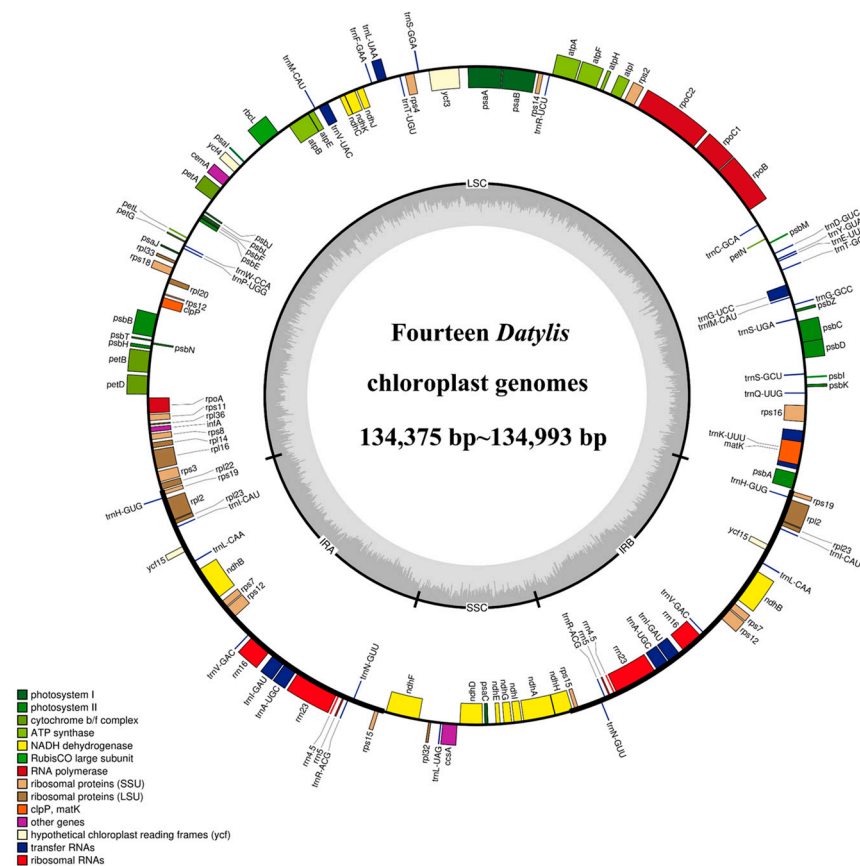 Fourteen Datylis
chloroplast genomes
134,375 bp~134,993 bp
LSC
IRB
SSC
IRA
psaA
psaB
rps14
trnR-UCU
atpA
atpF
atpH
atpI
rps2
rpoC2
rpoC1
rpoB
trnC-GCA
petN
psbM
trnD-GUC
trnY-GUA
trnG-UCC
trnfM-CAU
trnG-GCC
psbZ
trnS-UGA
psbC
psbD
trnS-GCU
psbI
psbK
trnQ-UUG
rps16
trnK-UUU
matK
psbA
trnH-GUG
rps19
rpl2
rpl23
trnI-CAU
ycf15
trnL-CAA
ndhB
rps7
rps12
trnV-GAC
rrn16
trnI-GAU
trnA-UGC
rrn23
rrn4.5
rrn5
trnR-ACG
trnN-GUU
rps15
ndhH
ndhA
ndhI
ndhG
ndhE
psaC
ndhD
ccsA
trnL-UAG
rpl32
ndhF
rps15
trnN-GUU
trnR-ACG
rrn5
rrn4.5
rrn23
trnA-UGC
trnI-GAU
rrn16
trnV-GAC
rps12
rps7
ndhB
trnL-CAA
ycf15
trnI-CAU
rpl23
rpl2
trnH-GUG
rps19
rpl22
rps3
rpl16
rpl14
rps8
infA
rpl36
rps11
rpoA
petD
petB
psbH
psbN
psbT
psbB
clpP
rps12
rpl20
rps18
rpl33
psaJ
trnP-UGG
trnW-CCA
petG
petL
psbE
psbF
psbL
psbJ
petA
cemA
ycf4
psaI
rbcL
atpB
atpE
trnM-CAU
trnV-UAC
ndhC
ndhK
ndhJ
trnF-GAA
trnL-UAA
trnT-UGU
rps4
trnS-GGA
ycf3
photosystem I
photosystem II
cytochrome b/f complex
ATP synthase
NADH dehydrogenase
RubisCO large subunit
RNA polymerase
ribosomal proteins (SSU)
ribosomal proteins (LSU)
clpP, matK
other genes
hypothetical chloroplast reading frames (ycf)
transfer RNAs
ribosomal RNAs